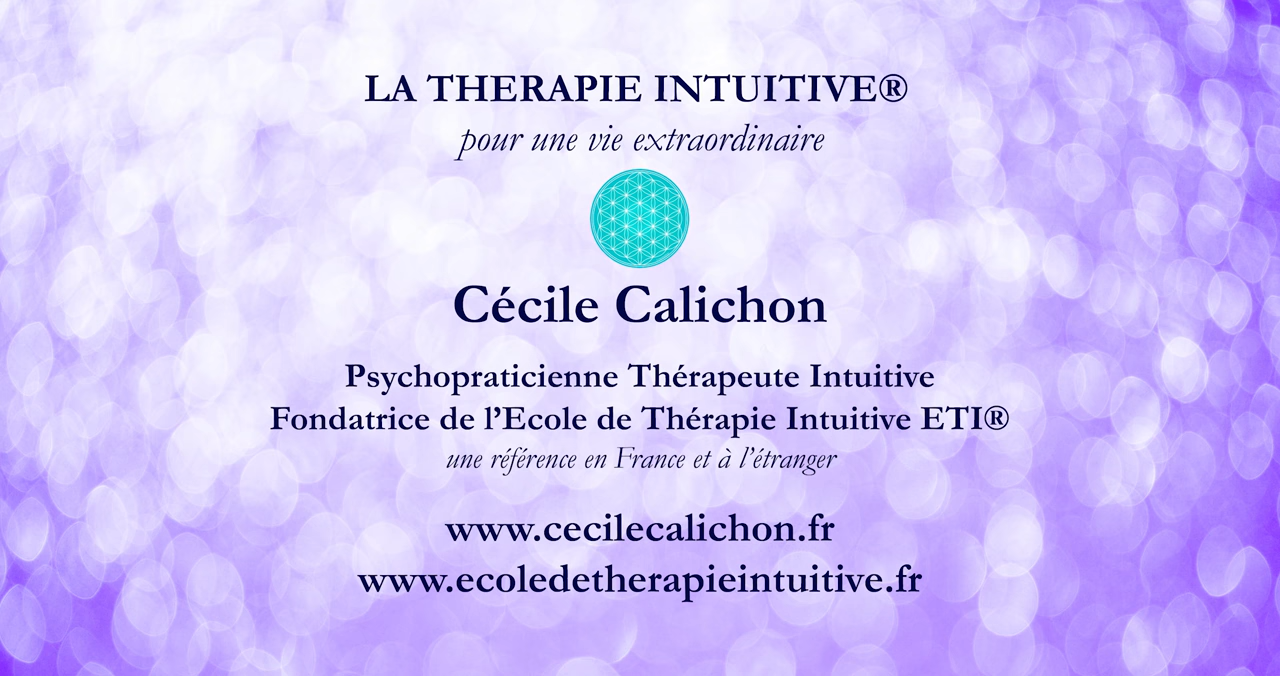 LA THERAPIE INTUITIVE®
pour une vie extraordinaire
Cécile Calichon
Psychopraticienne Thérapeute Intuitive
Fondatrice de l’Ecole de Thérapie Intuitive ETI®
une référence en France et à l’étranger
www.cecilecalichon.fr
www.ecoledetherapieintuitive.fr